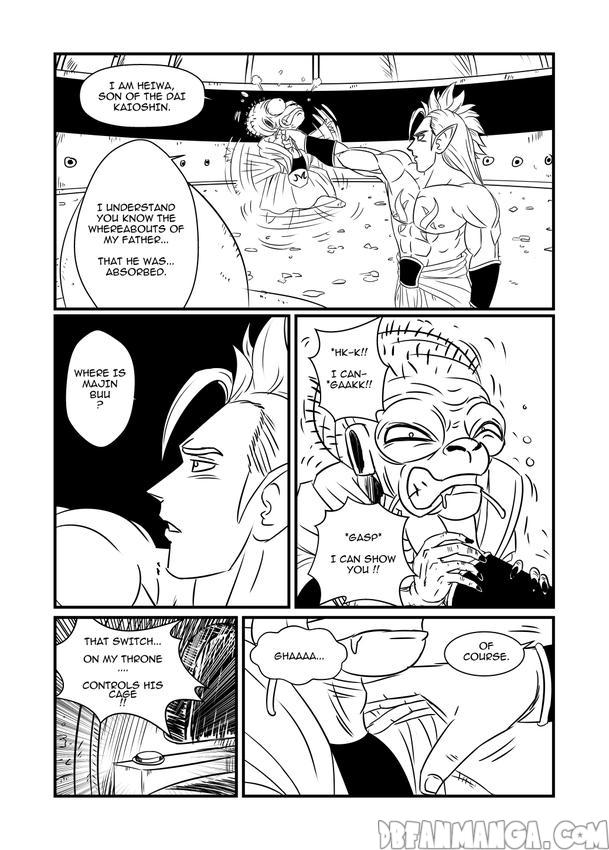 I AM HEIWA,
SON OF THE DAI
KAIOSHIN.
I UNDERSTAND
YOU KNOW THE
WHEREABOUTS OF
MY FATHER...
THAT HE WAS...
ABSORBED.
WHERE IS
MAJIN
BUU
?
"HK-K!!
I CAN-
"GAAKK!!
"GASP"
I CAN SHOW
YOU !!
THAT SWITCH...
ON MY THRONE
....
CONTROLS HIS
CAGE
!!
GHAAAA...
OF
COURSE.
DBFANMANGA.COM